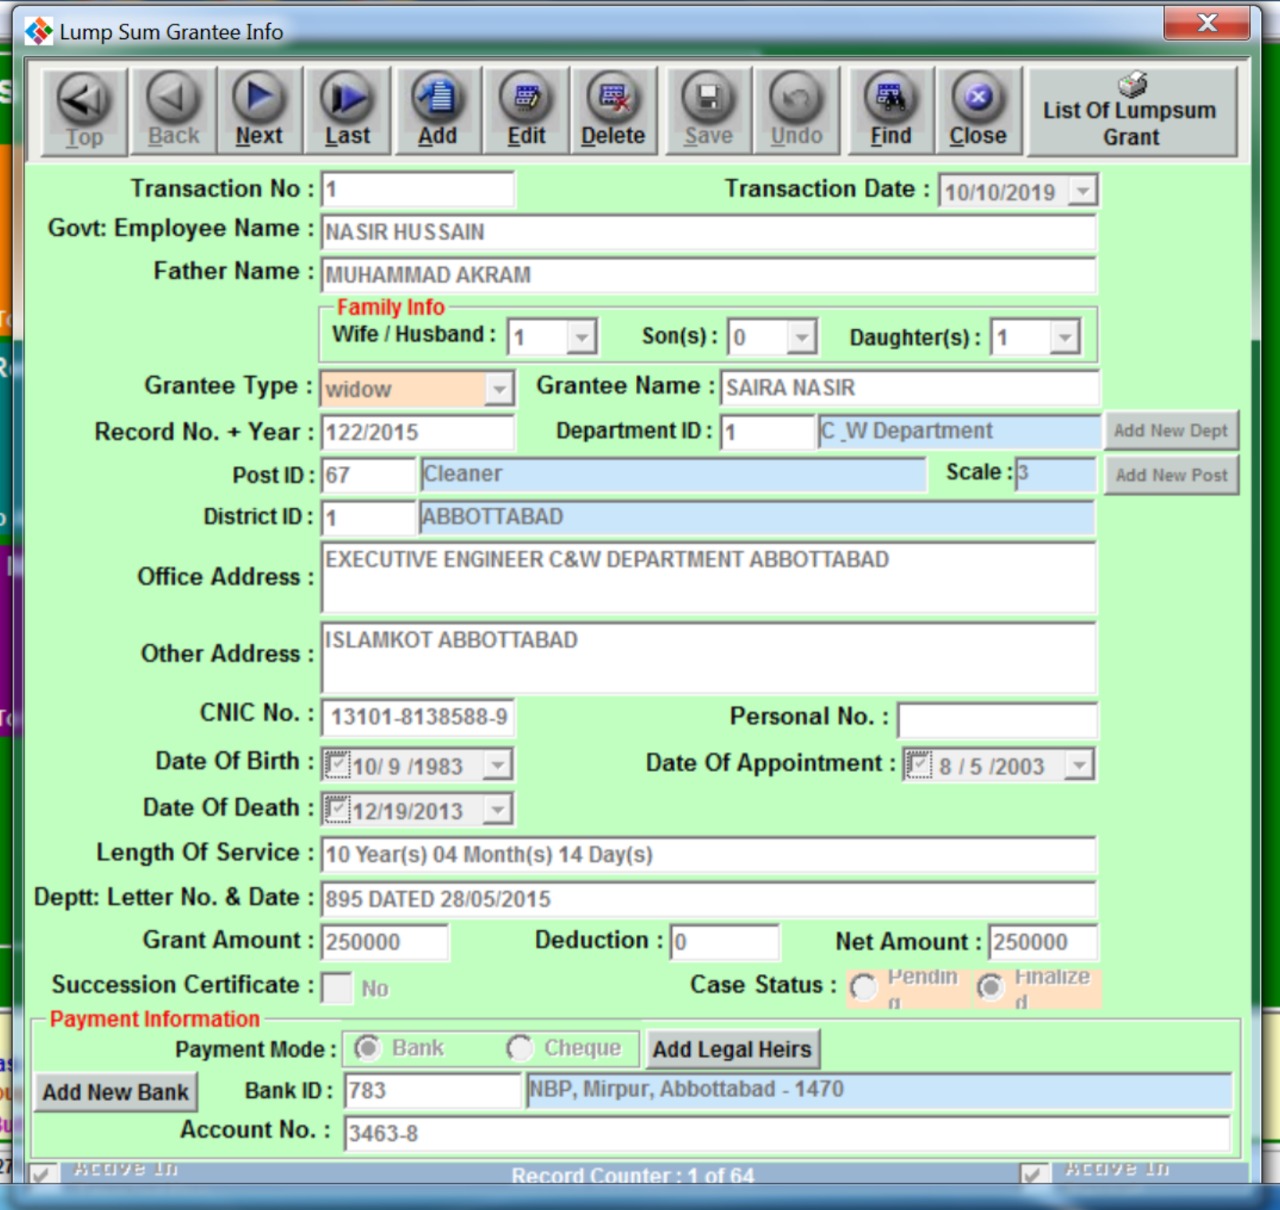 Lump Sum Grantee Info
Top Back Next Last Add Edit Delete Save Undo Find Close List Of Lumpsum Grant
Transaction No : 1 Transaction Date : 10/10/2019
Govt: Employee Name : NASIR HUSSAIN
Father Name : MUHAMMAD AKRAM
Family Info
Wife / Husband : 1 Son(s) : 0 Daughter(s) : 1
Grantee Type : widow Grantee Name : SAIRA NASIR
Record No. + Year : 122/2015 Department ID : 1 C_W Department Add New Dept
Post ID : 67 Cleaner Scale : 3 Add New Post
District ID : 1 ABBOTTABAD
Office Address : EXECUTIVE ENGINEER C&W DEPARTMENT ABBOTTABAD
Other Address : ISLAMKOT ABBOTTABAD
CNIC No. : 13101-8138588-9 Personal No. :
Date Of Birth : 10/ 9 /1983 Date Of Appointment : 8 / 5 /2003
Date Of Death : 12/19/2013
Length Of Service : 10 Year(s) 04 Month(s) 14 Day(s)
Deptt: Letter No. & Date : 895 DATED 28/05/2015
Grant Amount : 250000 Deduction : 0 Net Amount : 250000
Succession Certificate : No Case Status : Pending Finalized
Payment Information
Payment Mode : Bank Cheque Add Legal Heirs
Add New Bank Bank ID : 783 NBP, Mirpur, Abbottabad - 1470
Account No. : 3463-8
Active In Record Counter : 1 of 64 Active In